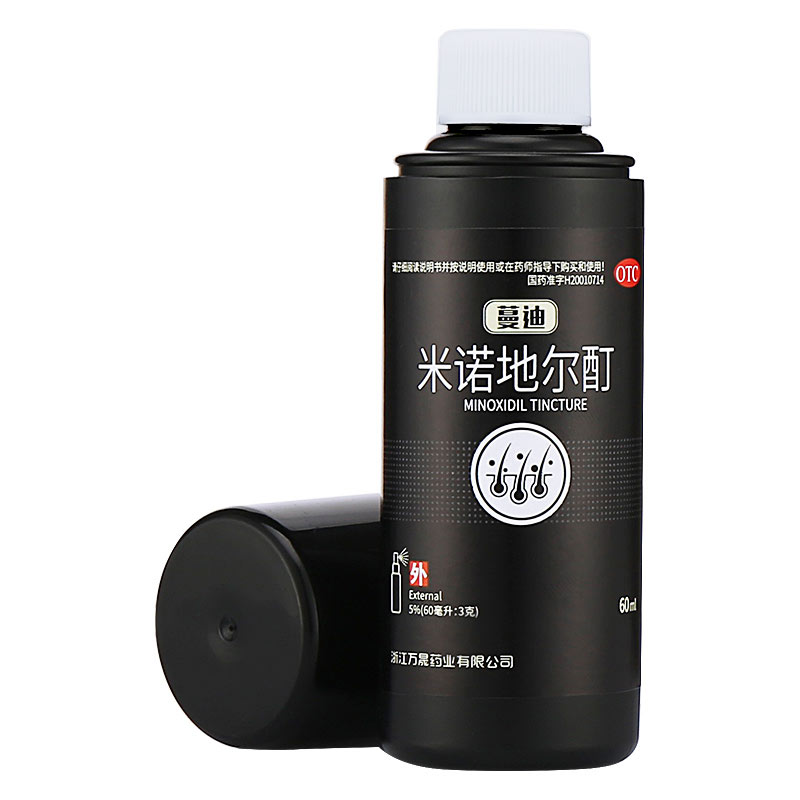 请仔细阅读说明书并按说明使用或在药师指导下购买和使用!
国药准字H20010714
OTC
蔓迪
米诺地尔酊
MINOXIDIL TINCTURE
外
External
5%(60毫升:3克)
60ml
浙江万晟药业有限公司